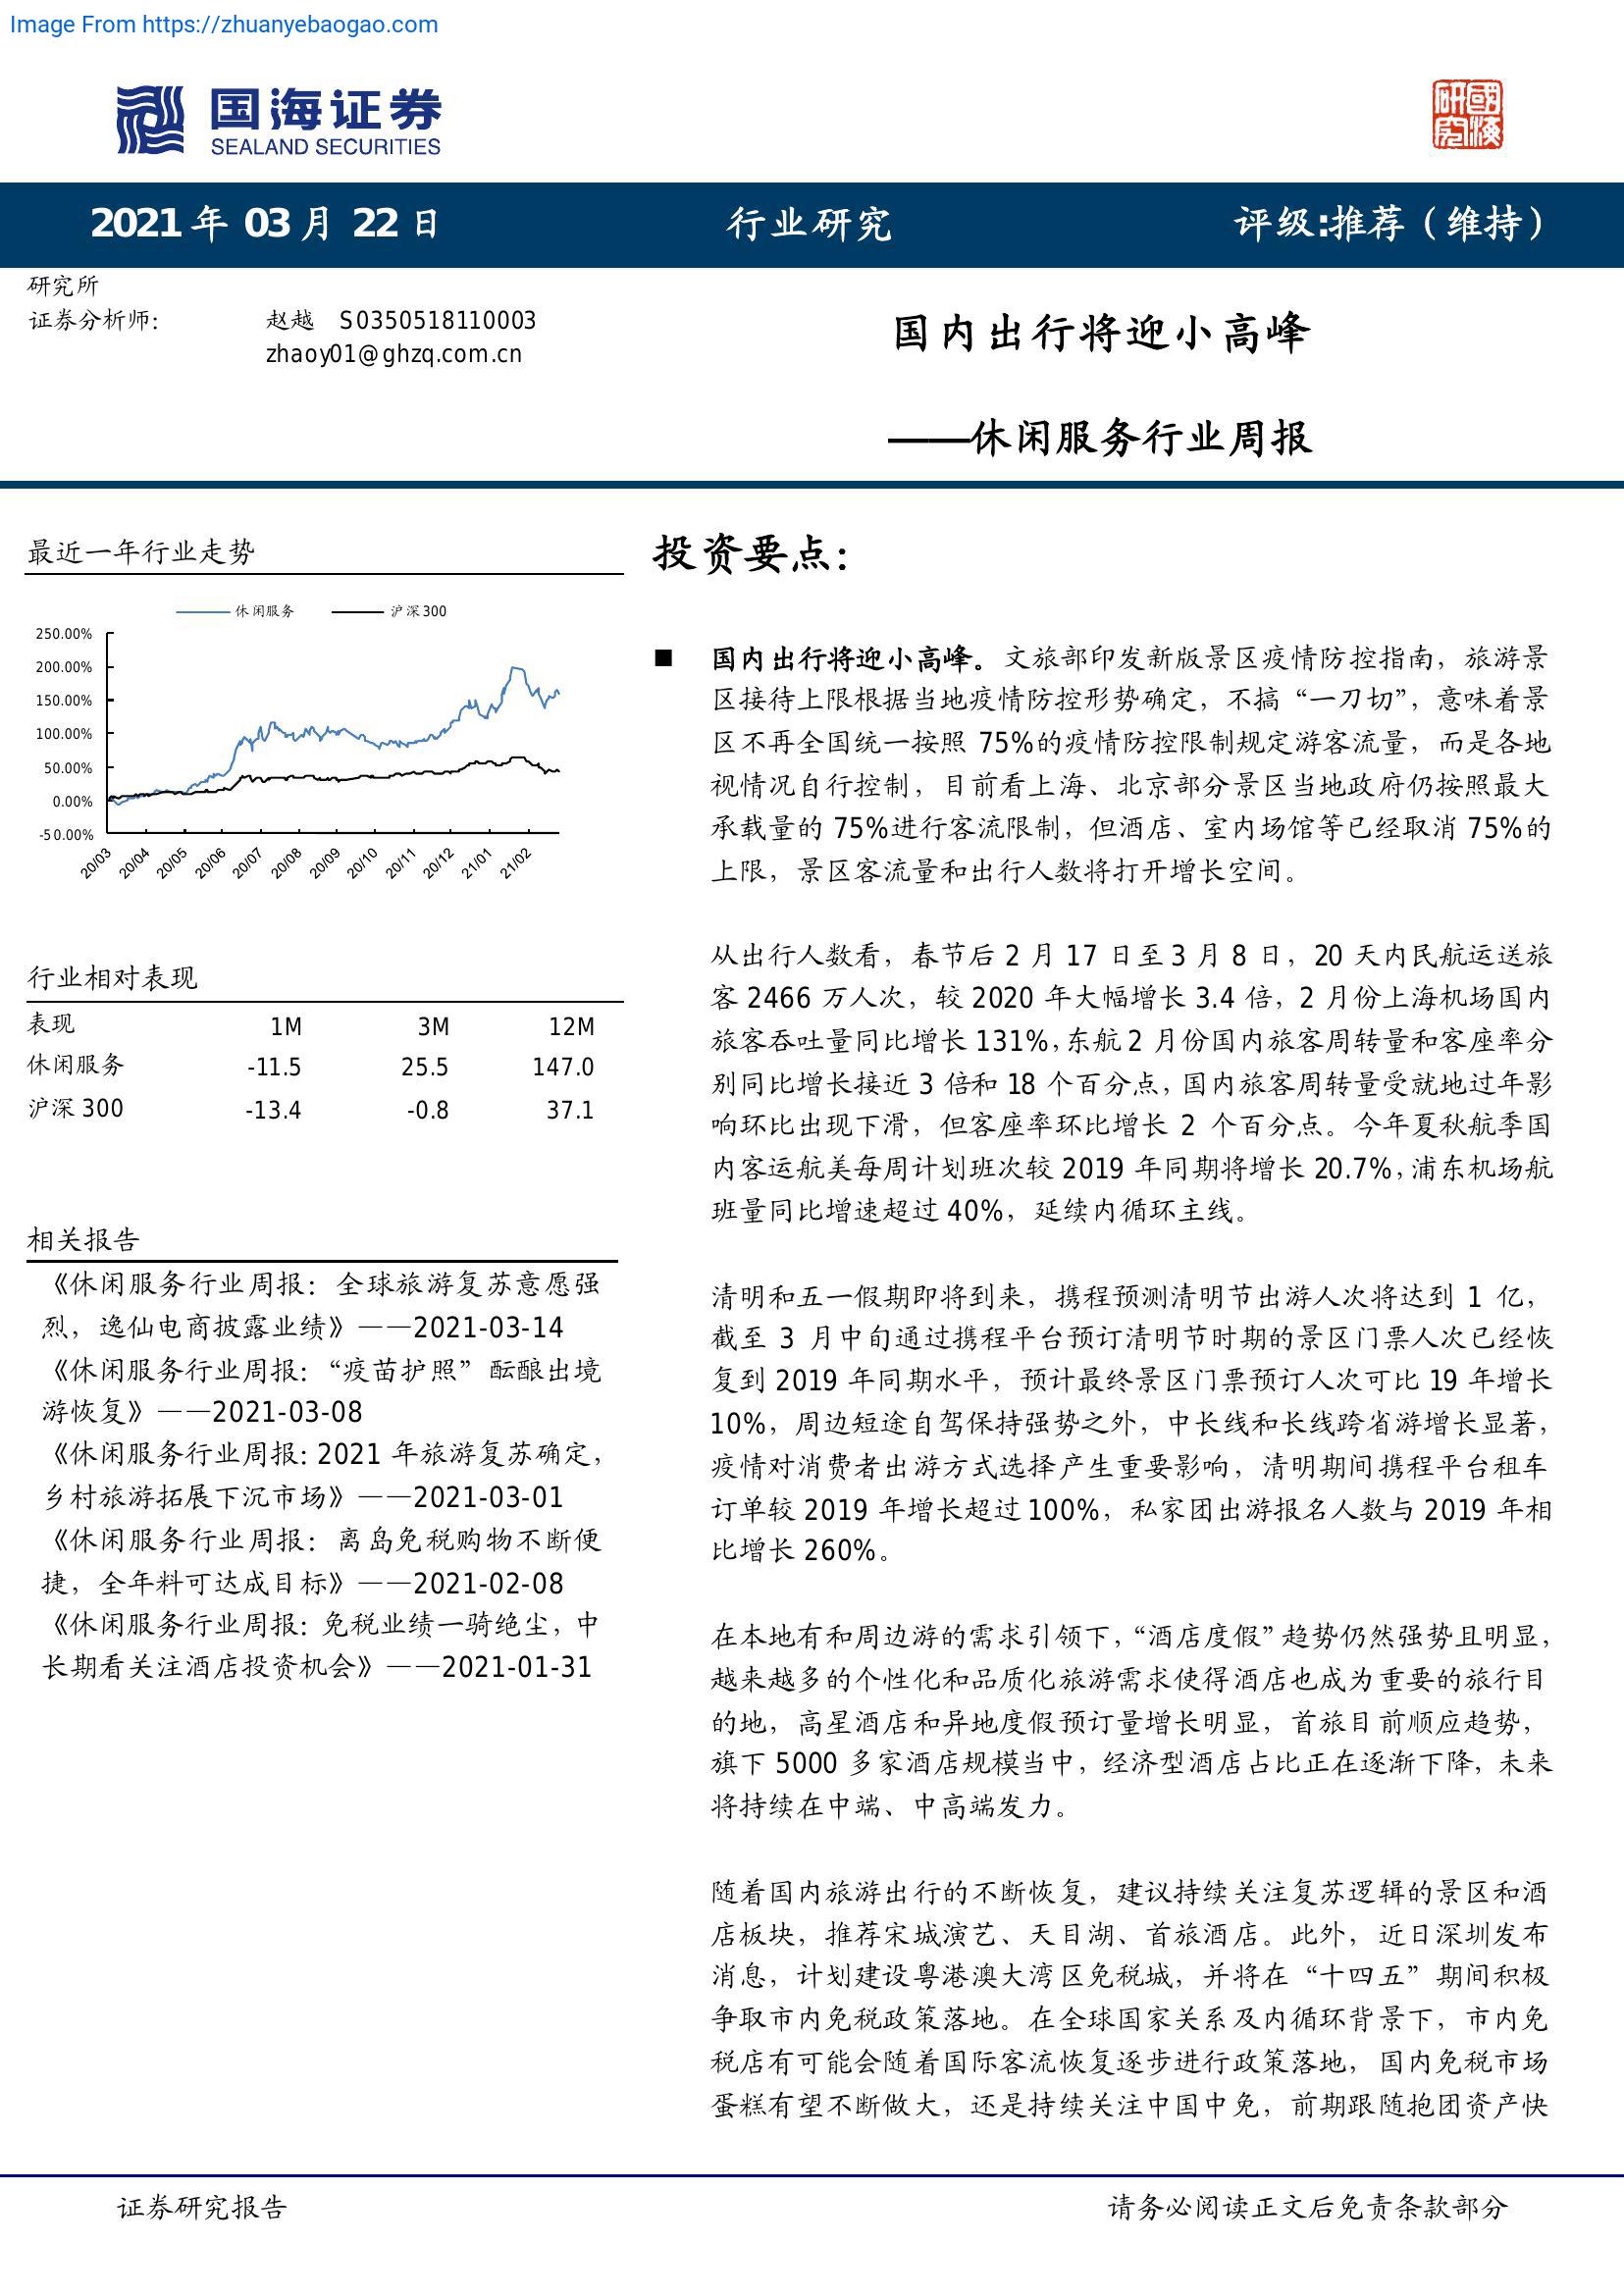 Image From https://zhuanyebaogao.com
国海证券
SEALAND SECURITIES
研國
究海
2021 年 03 月 22 日
行业研究
评级:推荐（维持）
研究所
证券分析师:
赵越 S0350518110003
zhaoy01@ghzq.com.cn
国内出行将迎小高峰
——休闲服务行业周报
最近一年行业走势
休闲服务
沪深300
250.00%
200.00%
150.00%
100.00%
50.00%
0.00%
-50.00%
20/03
20/04
20/05
20/06
20/07
20/08
20/09
20/10
20/11
20/12
21/01
21/02
行业相对表现
表现 1M 3M 12M
休闲服务 -11.5 25.5 147.0
沪深 300 -13.4 -0.8 37.1
相关报告
《休闲服务行业周报：全球旅游复苏意愿强
烈，逸仙电商披露业绩》——2021-03-14
《休闲服务行业周报：“疫苗护照”酝酿出境
游恢复》——2021-03-08
《休闲服务行业周报：2021 年旅游复苏确定，
乡村旅游拓展下沉市场》——2021-03-01
《休闲服务行业周报：离岛免税购物不断便
捷，全年料可达成目标》——2021-02-08
《休闲服务行业周报：免税业绩一骑绝尘，中
长期看关注酒店投资机会》——2021-01-31
投资要点：
■ 国内出行将迎小高峰。文旅部印发新版景区疫情防控指南，旅游景
区接待上限根据当地疫情防控形势确定，不搞“一刀切”，意味着景
区不再全国统一按照 75%的疫情防控限制规定游客流量，而是各地
视情况自行控制，目前看上海、北京部分景区当地政府仍按照最大
承载量的 75%进行客流限制，但酒店、室内场馆等已经取消 75%的
上限，景区客流量和出行人数将打开增长空间。
从出行人数看，春节后 2 月 17 日至 3 月 8 日，20 天内民航运送旅
客 2466 万人次，较 2020 年大幅增长 3.4 倍，2 月份上海机场国内
旅客吞吐量同比增长 131%，东航 2 月份国内旅客周转量和客座率分
别同比增长接近 3 倍和 18 个百分点，国内旅客周转量受就地过年影
响环比出现下滑，但客座率环比增长 2 个百分点。今年夏秋航季国
内客运航美每周计划班次较 2019 年同期将增长 20.7%，浦东机场航
班量同比增速超过 40%，延续内循环主线。
清明和五一假期即将到来，携程预测清明节出游人次将达到 1 亿，
截至 3 月中旬通过携程平台预订清明节时期的景区门票人次已经恢
复到 2019 年同期水平，预计最终景区门票预订人次可比 19 年增长
10%，周边短途自驾保持强势之外，中长线和长线跨省游增长显著，
疫情对消费者出游方式选择产生重要影响，清明期间携程平台租车
订单较 2019 年增长超过 100%，私家团出游报名人数与 2019 年相
比增长 260%。
在本地有和周边游的需求引领下，“酒店度假”趋势仍然强势且明显，
越来越多的个性化和品质化旅游需求使得酒店也成为重要的旅行目
的地，高星酒店和异地度假预订量增长明显，首旅目前顺应趋势，
旗下 5000 多家酒店规模当中，经济型酒店占比正在逐渐下降，未来
将持续在中端、中高端发力。
随着国内旅游出行的不断恢复，建议持续关注复苏逻辑的景区和酒
店板块，推荐宋城演艺、天目湖、首旅酒店。此外，近日深圳发布
消息，计划建设粤港澳大湾区免税城，并将在“十四五”期间积极
争取市内免税政策落地。在全球国家关系及内循环背景下，市内免
税店有可能会随着国际客流恢复逐步进行政策落地，国内免税市场
蛋糕有望不断做大，还是持续关注中国中免，前期跟随抱团资产快
证券研究报告
请务必阅读正文后免责条款部分